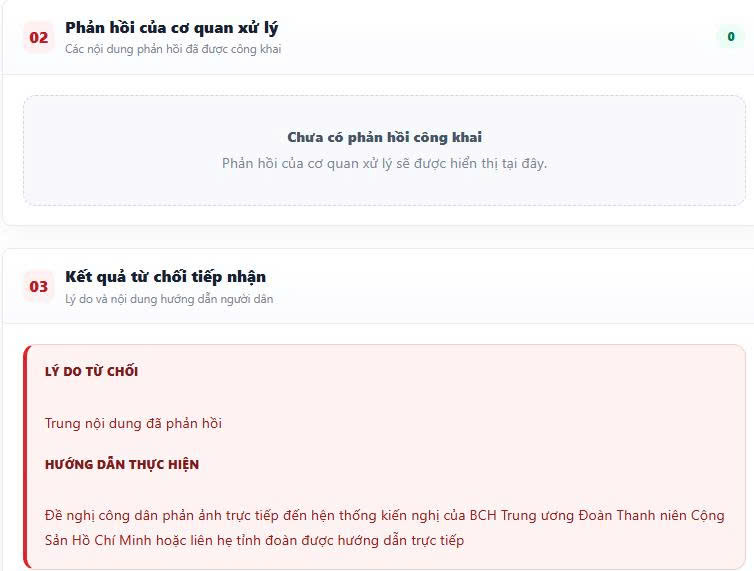 02
Phản hồi của cơ quan xử lý
Các nội dung phản hồi đã được công khai
0
Chưa có phản hồi công khai
Phản hồi của cơ quan xử lý sẽ được hiển thị tại đây.
03
Kết quả từ chối tiếp nhận
Lý do và nội dung hướng dẫn người dân
LÝ DO TỪ CHỐI
Trung nội dung đã phản hồi
HƯỚNG DẪN THỰC HIỆN
Đề nghị công dân phản ảnh trực tiếp đến hện thống kiến nghị của BCH Trung ương Đoàn Thanh niên Cộng
Sản Hồ Chí Minh hoặc liên hệ tỉnh đoàn được hướng dẫn trực tiếp